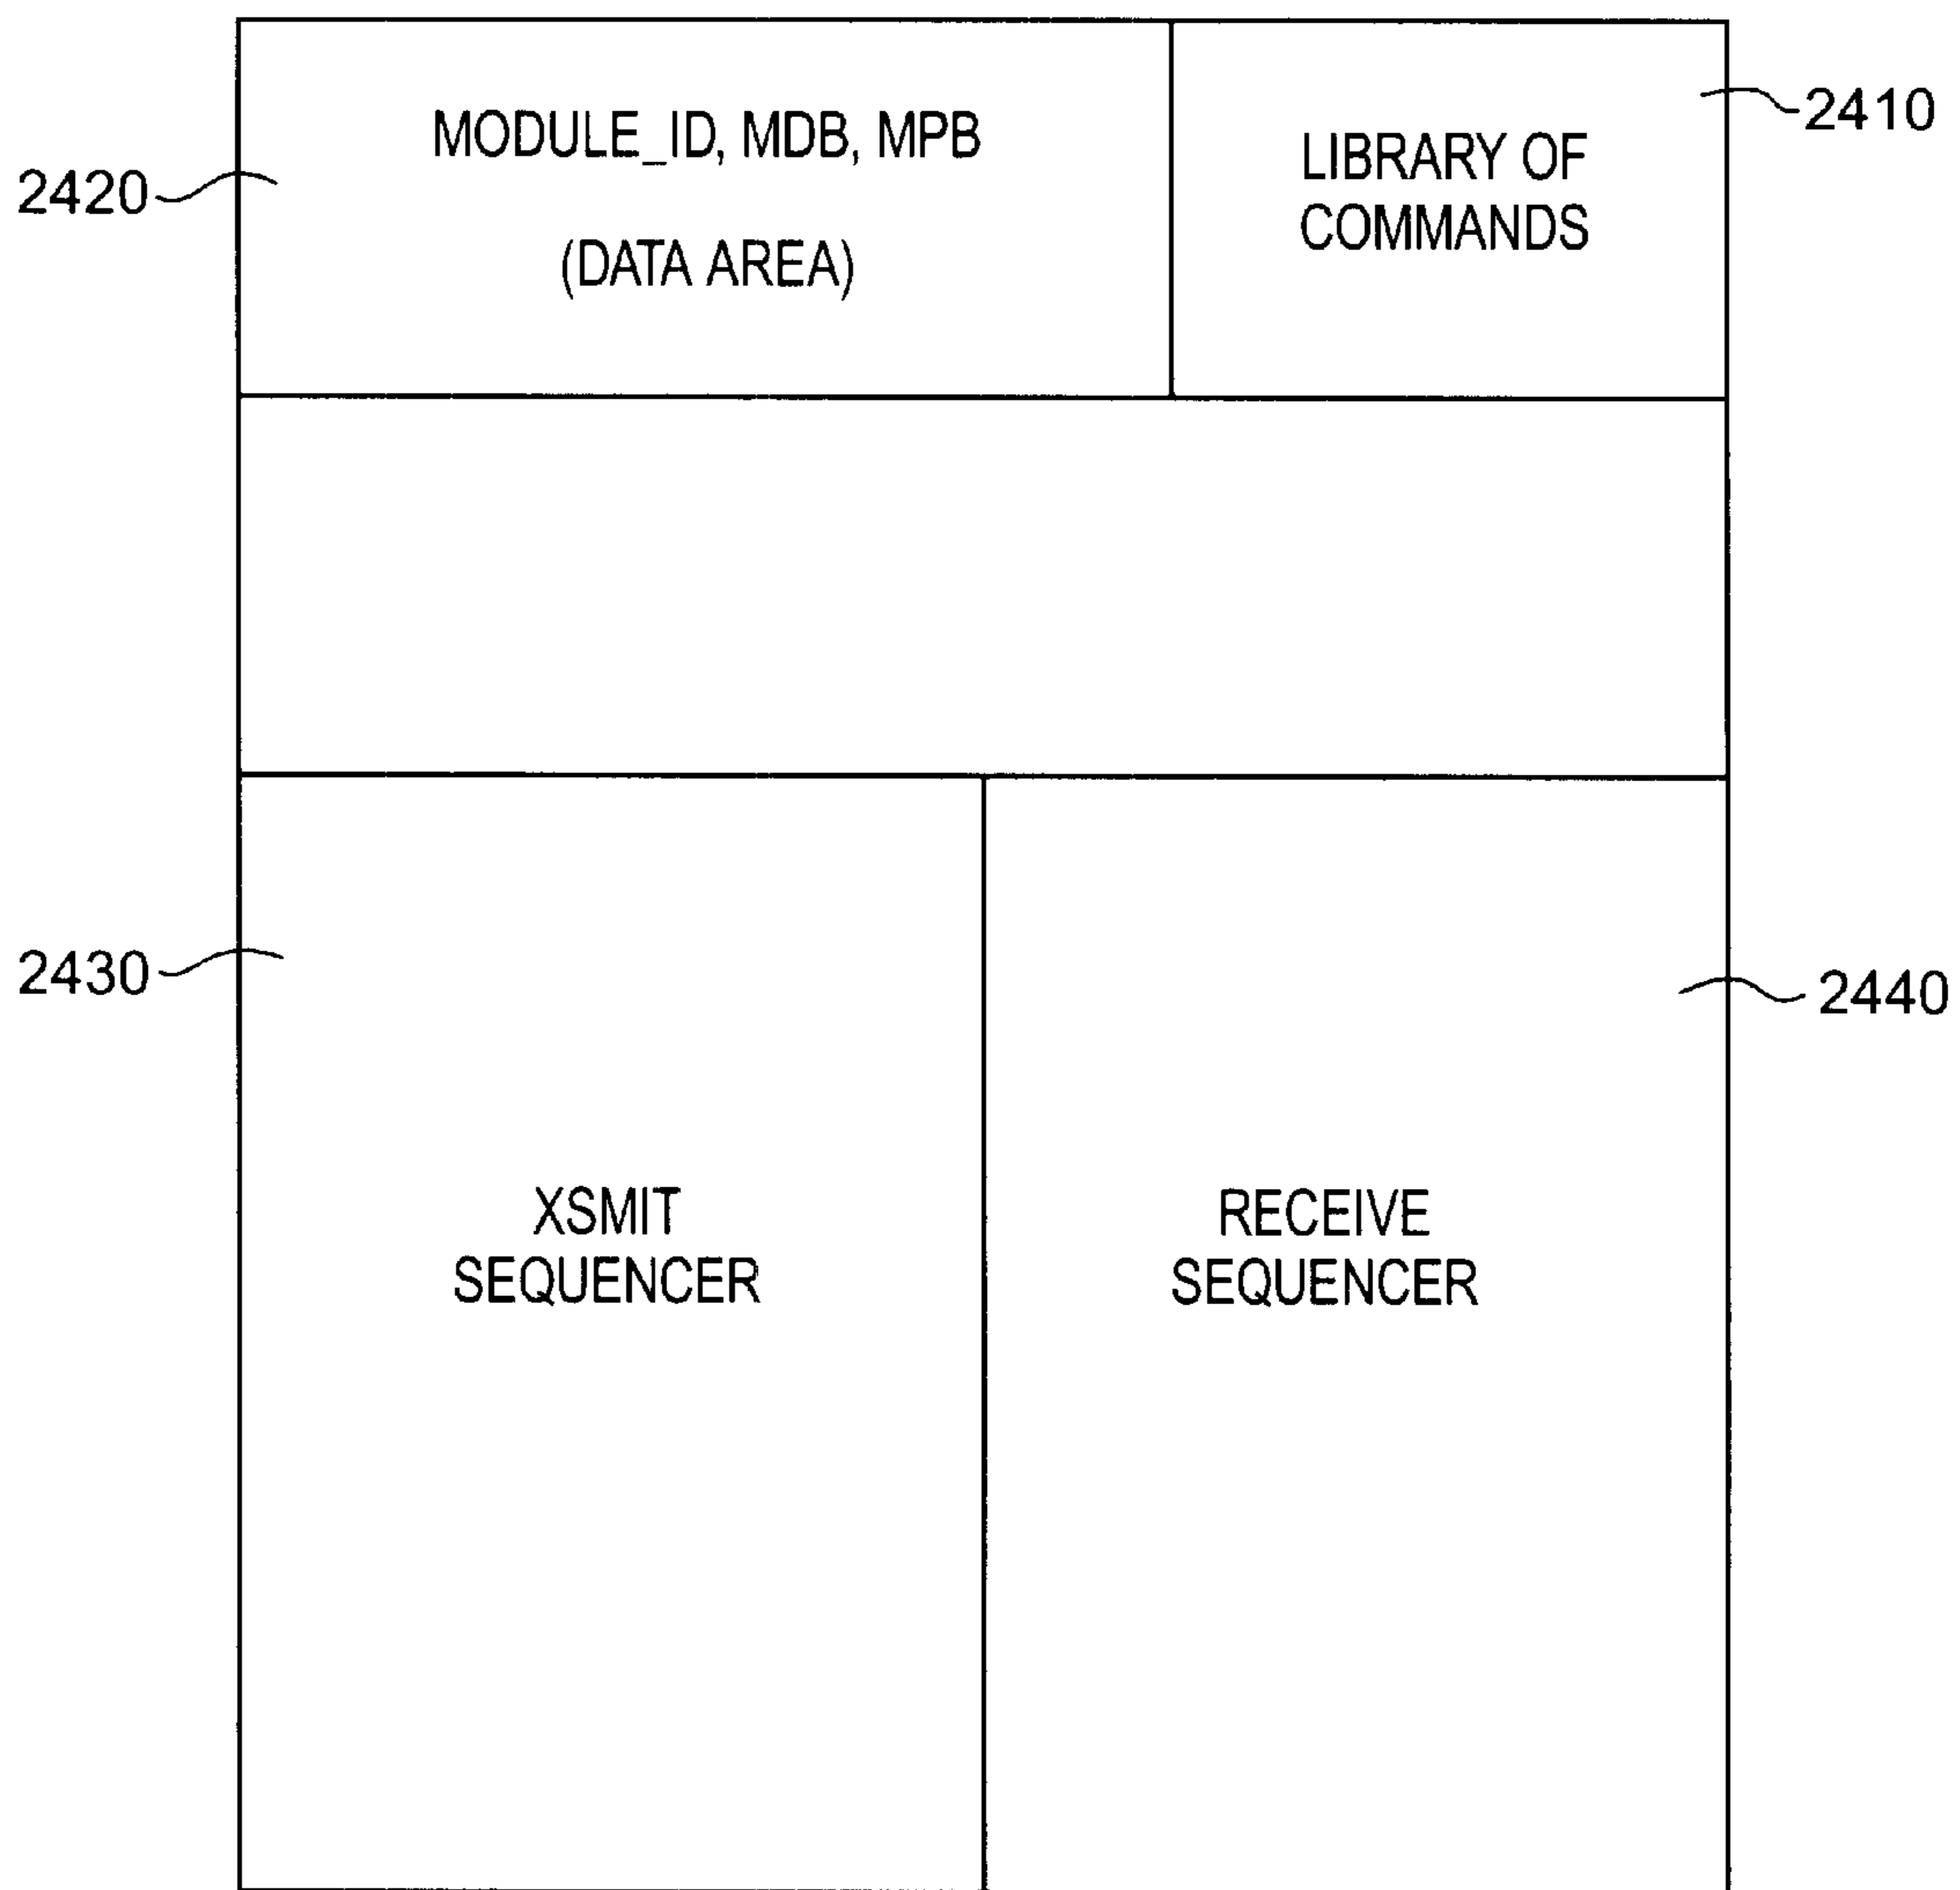 2410
MODULE_ID, MDB, MPB
LIBRARY OF
COMMANDS
2420
(DATA AREA)
2430
2440
XSMIT
SEQUENCER
RECEIVE
SEQUENCER